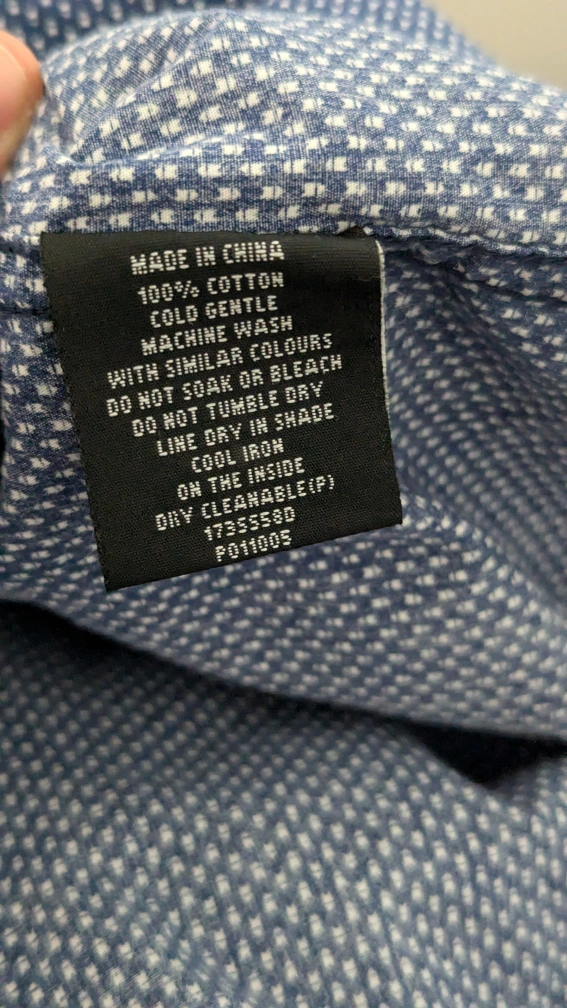 MADE IN CHINA
100% COTTON
COLD GENTLE
MACHINE WASH
WITH SIMILAR COLOURS
DO NOT SOAK OR BLEACH
DO NOT TUMBLE DRY
LINE DRY IN SHADE
COOL IRON
ON THE INSIDE
DRY CLEANABLE(P)
1735558D
P011005